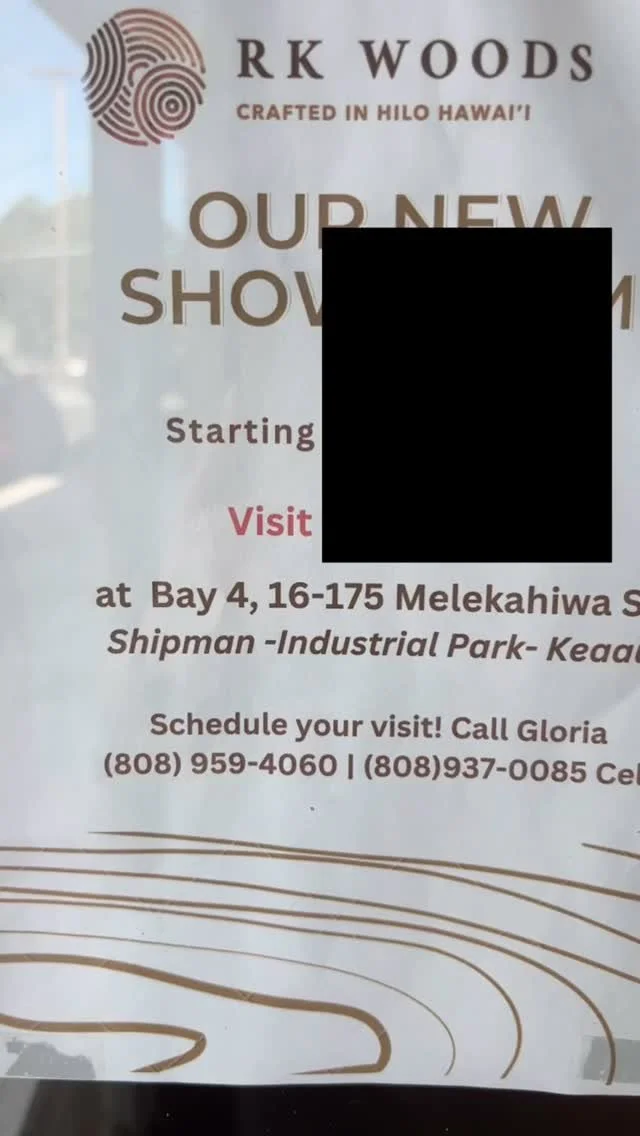 RK WOODS
CRAFTED IN HILO HAWAI'I
OUR NEW
Starting
Visit
at Bay 4, 16-175 Melekahiwa
Shipman -Industrial Park-
Schedule your visit! Call Gloria
(808) 959-4060 | (808)937-0085